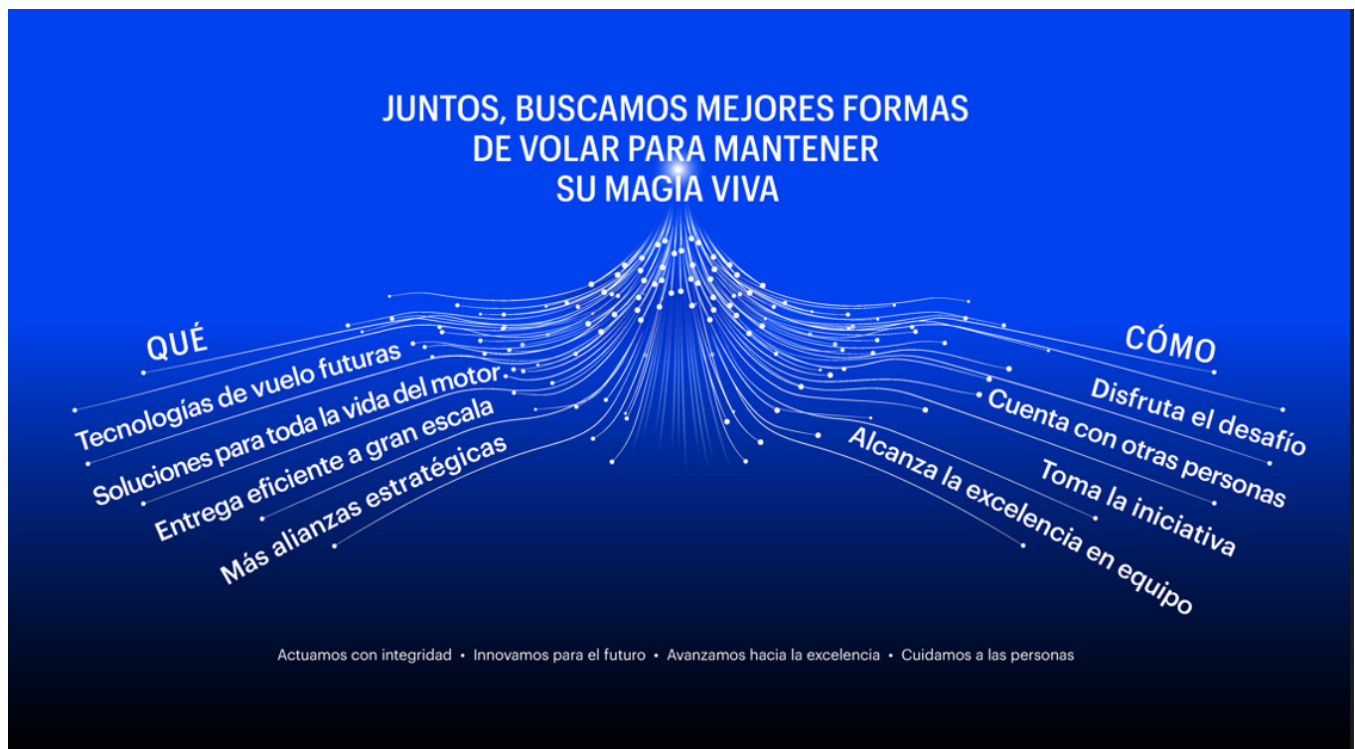 JUNTOS, BUSCAMOS MEJORES FORMAS
DE VOLAR PARA MANTENER
SU MAGIA VIVA
QUÉ
Tecnologías de vuelo futuras
Soluciones para toda la vida del motor
Entrega eficiente a gran escala
Más alianzas estratégicas
CÓMO
Disfruta el desafío
Cuenta con otras personas
Toma la iniciativa
Alcanza la excelencia en equipo
Actuamos con integridad • Innovamos para el futuro • Avanzamos hacia la excelencia • Cuidamos a las personas